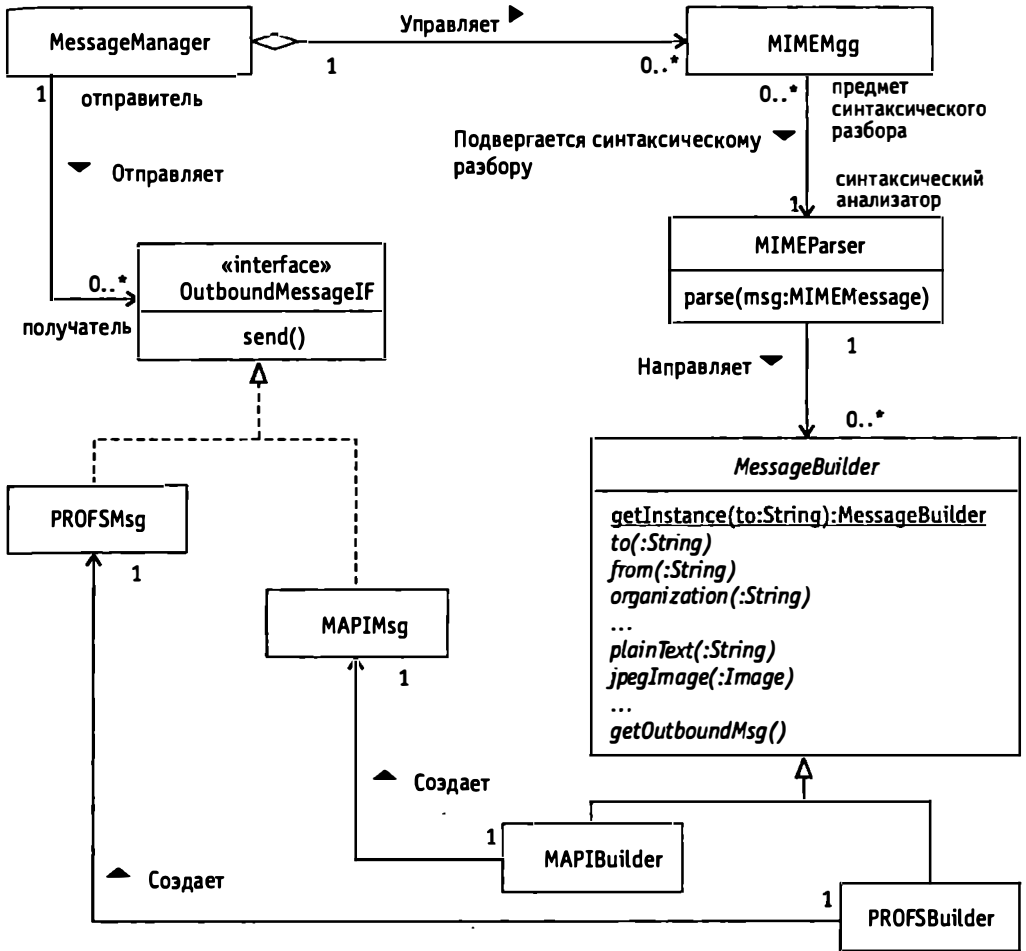 MessageManager
Управляет
1
0..*
MIMEMgg
1
отправитель
Отправляет
0..*
получатель
0..*
предмет
синтаксического
разбора
Подвергается синтаксическому
разбору
синтаксический
анализатор
1
«interface»
OutboundMessageIF
send()
MIMEParser
parse(msg:MIMEMessage)
1
Направляет
0..*
MessageBuilder
getInstance(to:String):MessageBuilder
to(:String)
from(:String)
organization(:String)
...
plainText(:String)
jpegImage(:Image)
...
getOutboundMsg()
PROFSMsg
1
MAPIMsg
1
Создает
1
MAPIBuilder
Создает
1
PROFSBuilder